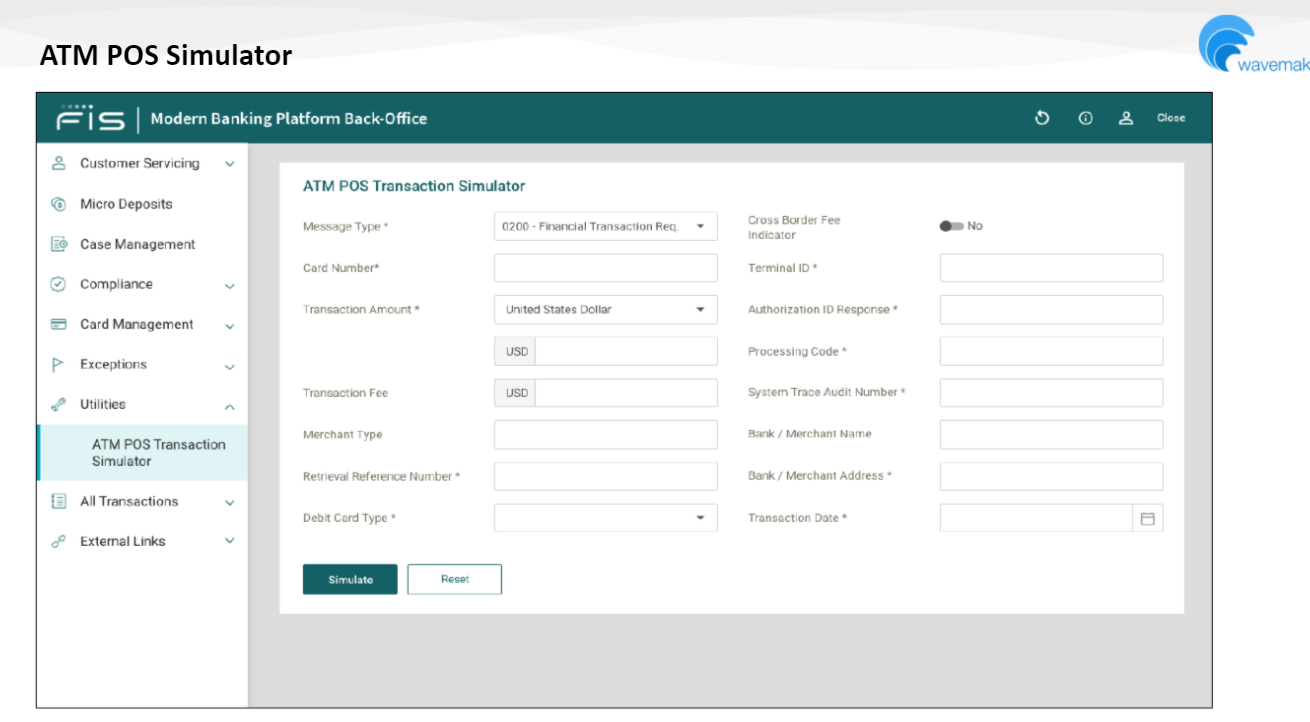 ATM POS Simulator
wavemak
FIS
Modern Banking Platform Back-Office
Close
Customer Servicing
Micro Deposits
Case Management
Compliance
Card Management
Exceptions
Utilities
ATM POS Transaction
Simulator
All Transactions
External Links
ATM POS Transaction Simulator
Message Type *
0200 - Financial Transaction Req.
Card Number*
Transaction Amount *
United States Dollar
USD
Transaction Fee
USD
Merchant Type
Retrieval Reference Number *
Debit Card Type *
Cross Border Fee
Indicator
No
Terminal ID *
Authorization ID Response *
Processing Code *
System Trace Audit Number *
Bank / Merchant Name
Bank / Merchant Address *
Transaction Date *
Simulate
Reset